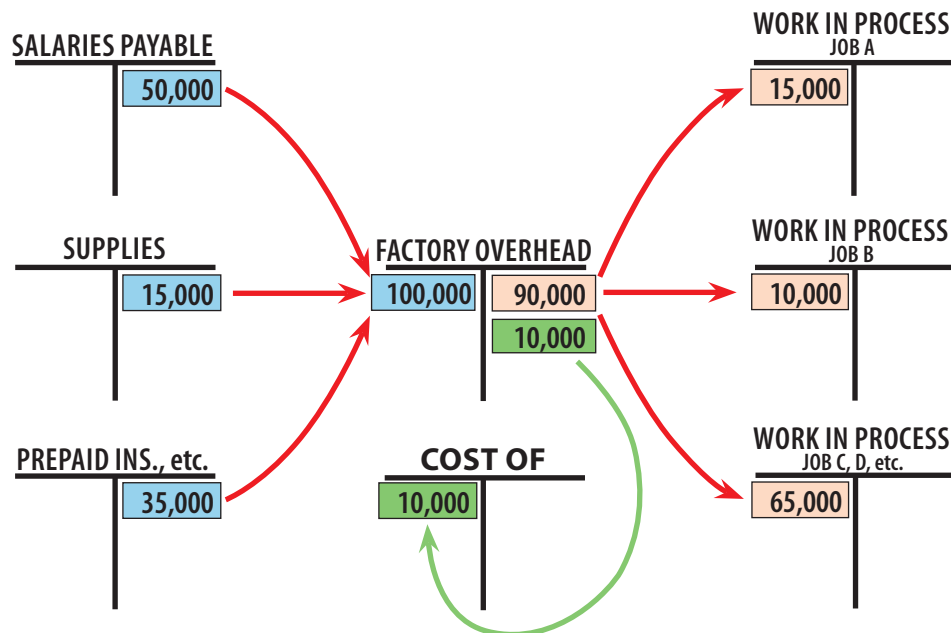 SALARIES PAYABLE
50,000
SUPPLIES
15,000
PREPAID INS., etc.
35,000
FACTORY OVERHEAD
100,000
90,000
10,000
COST OF
10,000
WORK IN PROCESS
JOB A
15,000
WORK IN PROCESS
JOB B
10,000
WORK IN PROCESS
JOB C, D, etc.
65,000